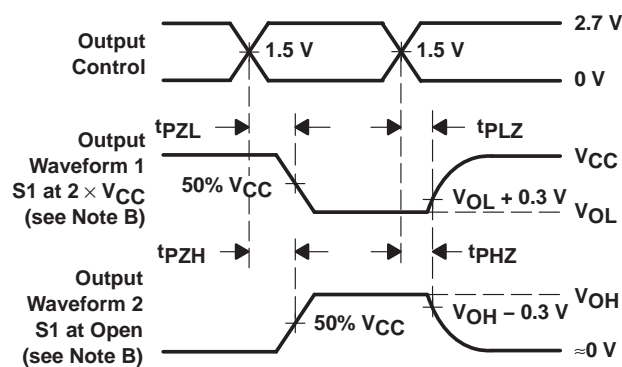 2.7 V
Output
Control
1.5 V
1.5 V
0 V
tPZL
tPLZ
Output
Waveform 1
S1 at 2 × VCC
(see Note B)
50% VCC
VCC
VOL + 0.3 V
VOL
tPZH
tPHZ
Output
Waveform 2
S1 at Open
(see Note B)
50% VCC
VOH
VOH – 0.3 V
≈0 V